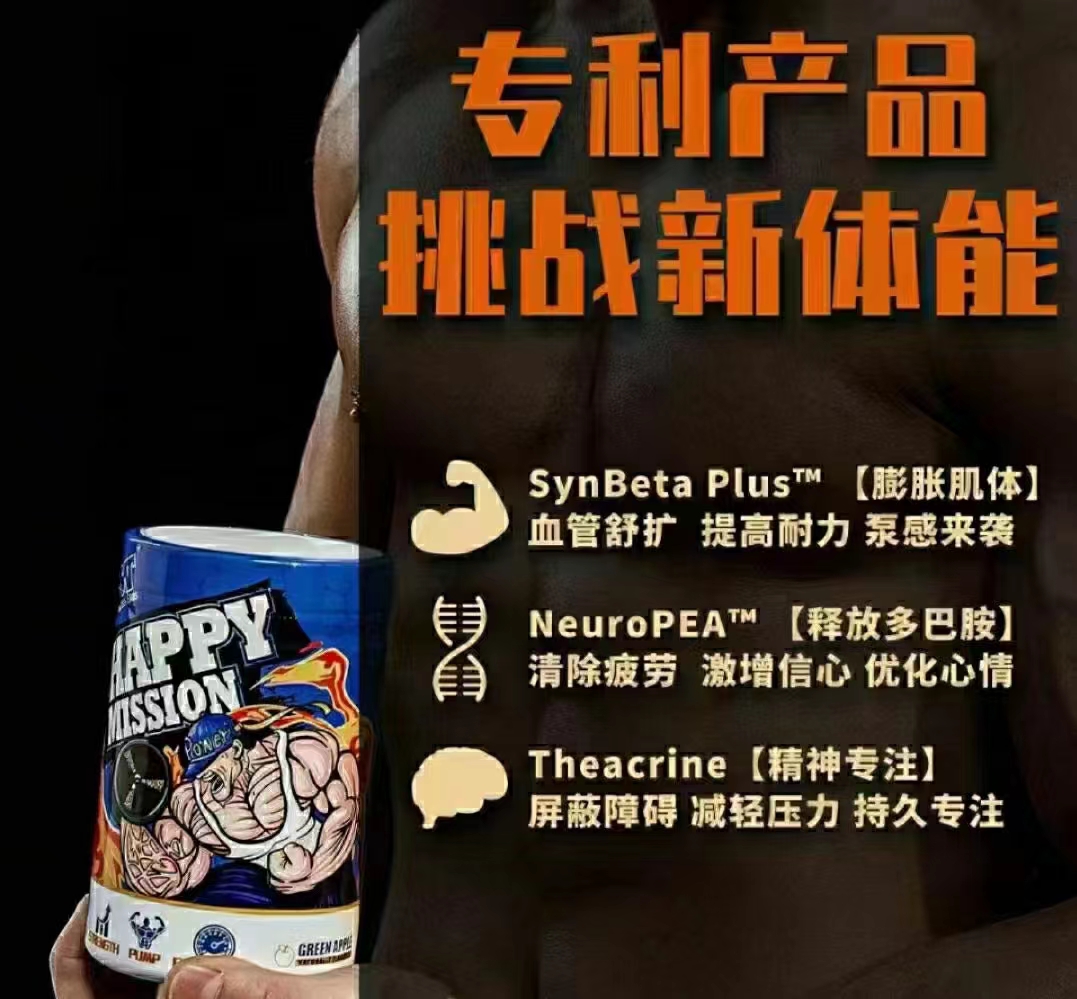 专利产品
挑战新体能
SynBeta Plus™ 【膨胀肌体】
血管舒扩 提高耐力 泵感来袭
NeuroPEA™ 【释放多巴胺】
清除疲劳 激增信心 优化心情
Theacrine【精神专注】
屏蔽障碍 减轻压力 持久专注
HAPPY
MISSION
PUMP
GREEN APPLE